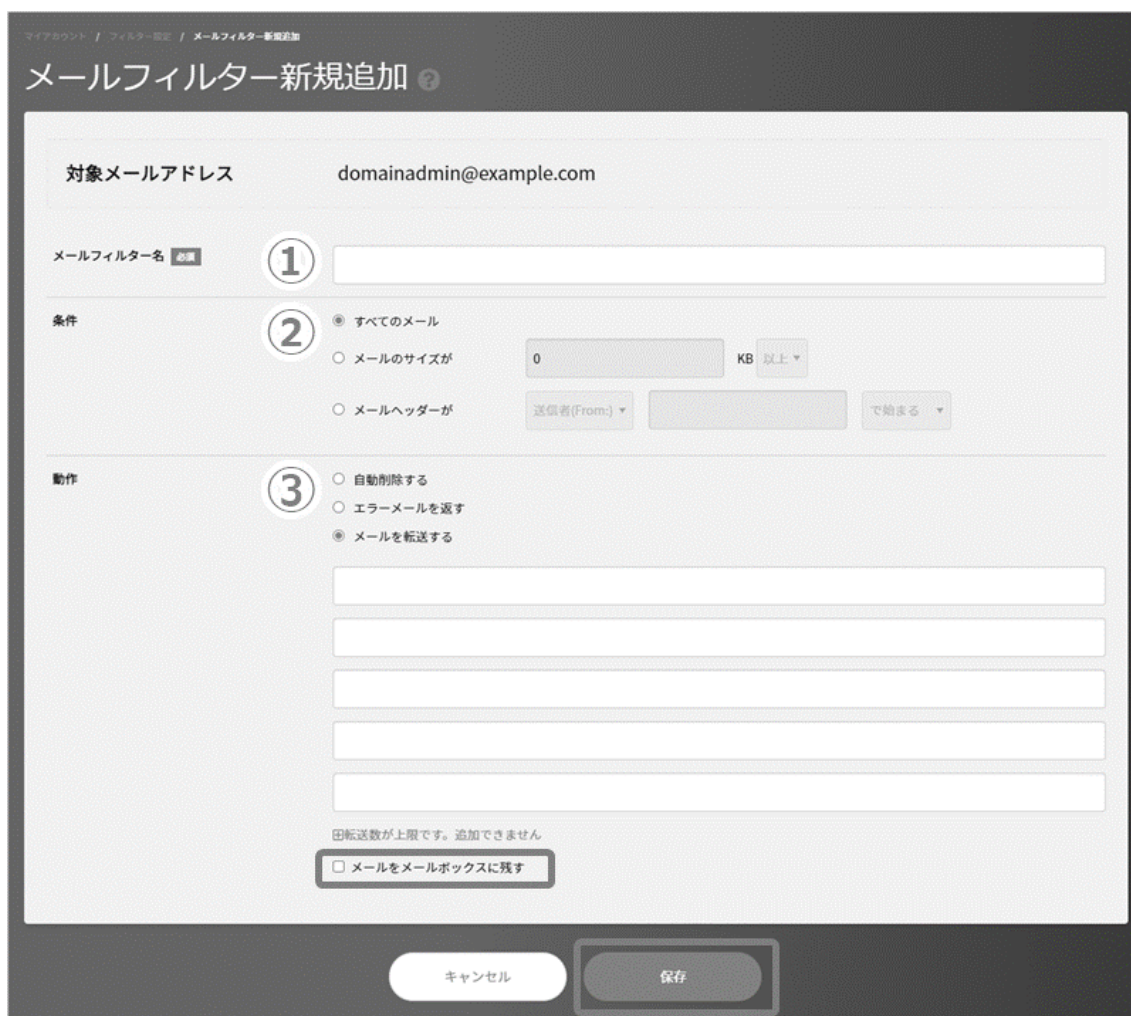 マイアカウント / フィルター設定 / メールフィルター新規追加
メールフィルター新規追加 ?
対象メールアドレス domainadmin@example.com
メールフィルター名 必須 ①
条件 ② すべてのメール
メールのサイズが 0 KB 以上
メールヘッダーが 送信者(From:) で始まる
動作 ③ 自動削除する
エラーメールを返す
メールを転送する
転送数が上限です。追加できません
メールをメールボックスに残す
キャンセル 保存